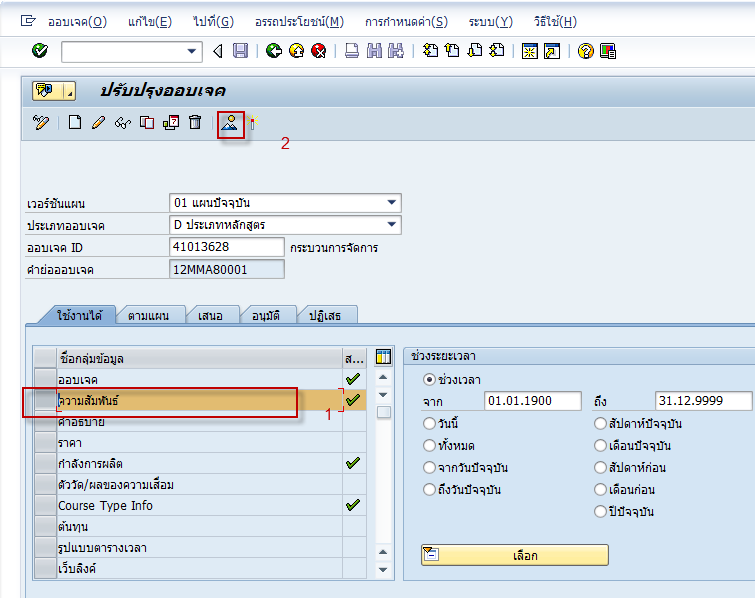 ออบเจค(O) แก้ไข(E) ไปที่(G) อรรถประโยชน์(M) การกำหนดค่า(S) ระบบ(Y) วิธีใช้(H)
ปรับปรุงออบเจค
2
เวอร์ชันแผน 01 แผนปัจจุบัน
ประเภทออบเจค D ประเภทหลักสูตร
ออบเจค ID 41013628 กระบวนการจัดการ
คำย่อออบเจค 12MMA80001
ใช้งานได้ ตามแผน เสนอ อนุมัติ ปฏิเสธ
ชื่อกลุ่มข้อมูล ส...
ออบเจค
ความสัมพันธ์ 1
คำอธิบาย
ราคา
กำลังการผลิต
ตัววัด/ผลของความเสื่อม
Course Type Info
ต้นทุน
รูปแบบตารางเวลา
เว็บลิงค์
ช่วงระยะเวลา
ช่วงเวลา
จาก 01.01.1900 ถึง 31.12.9999
วันนี้ สัปดาห์ปัจจุบัน
ทั้งหมด เดือนปัจจุบัน
จากวันปัจจุบัน สัปดาห์ก่อน
ถึงวันปัจจุบัน เดือนก่อน
ปีปัจจุบัน
เลือก